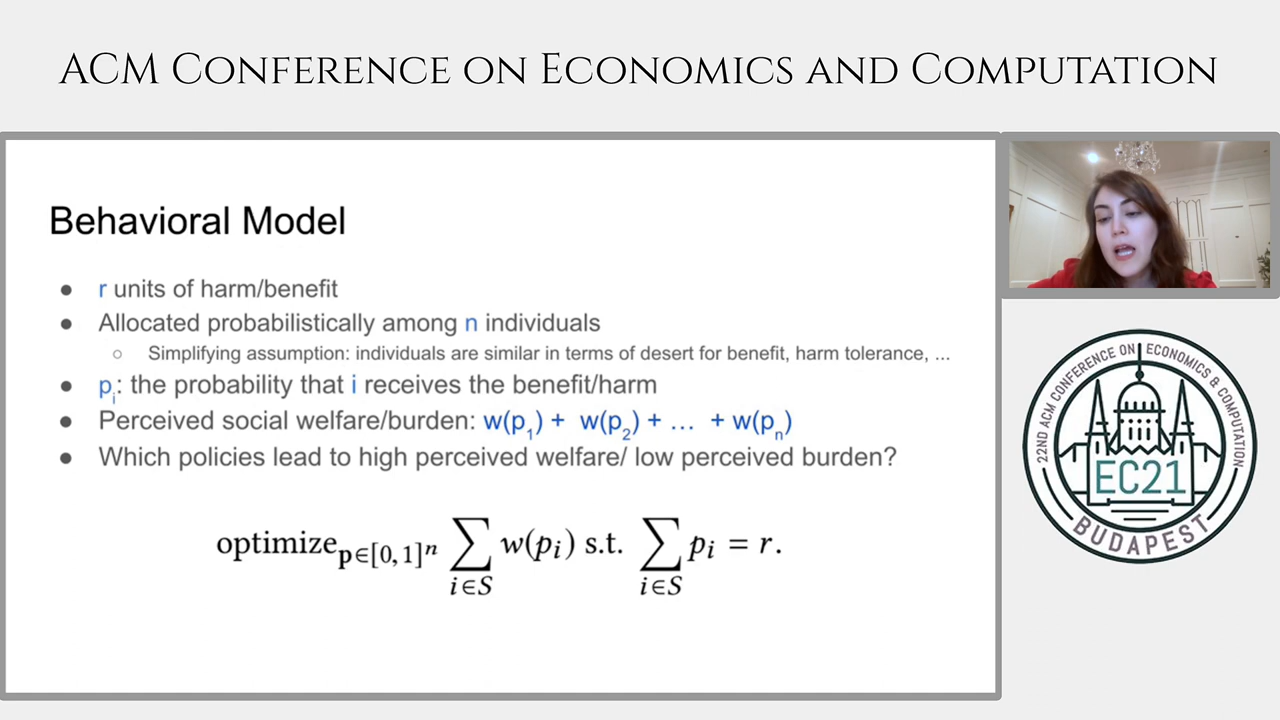 ACM CONFERENCE ON ECONOMICS AND COMPUTATION
Behavioral Model
● r units of harm/benefit
● Allocated probabilistically among n individuals
○ Simplifying assumption: individuals are similar in terms of desert for benefit, harm tolerance, ...
● p_i: the probability that i receives the benefit/harm
● Perceived social welfare/burden: w(p_1) + w(p_2) + … + w(p_n)
● Which policies lead to high perceived welfare/ low perceived burden?
optimize_{p∈[0,1]^n} ∑_{i∈S} w(p_i) s.t. ∑_{i∈S} p_i = r.
22ND ACM CONFERENCE ON ECONOMICS & COMPUTATION
EC21
BUDAPEST